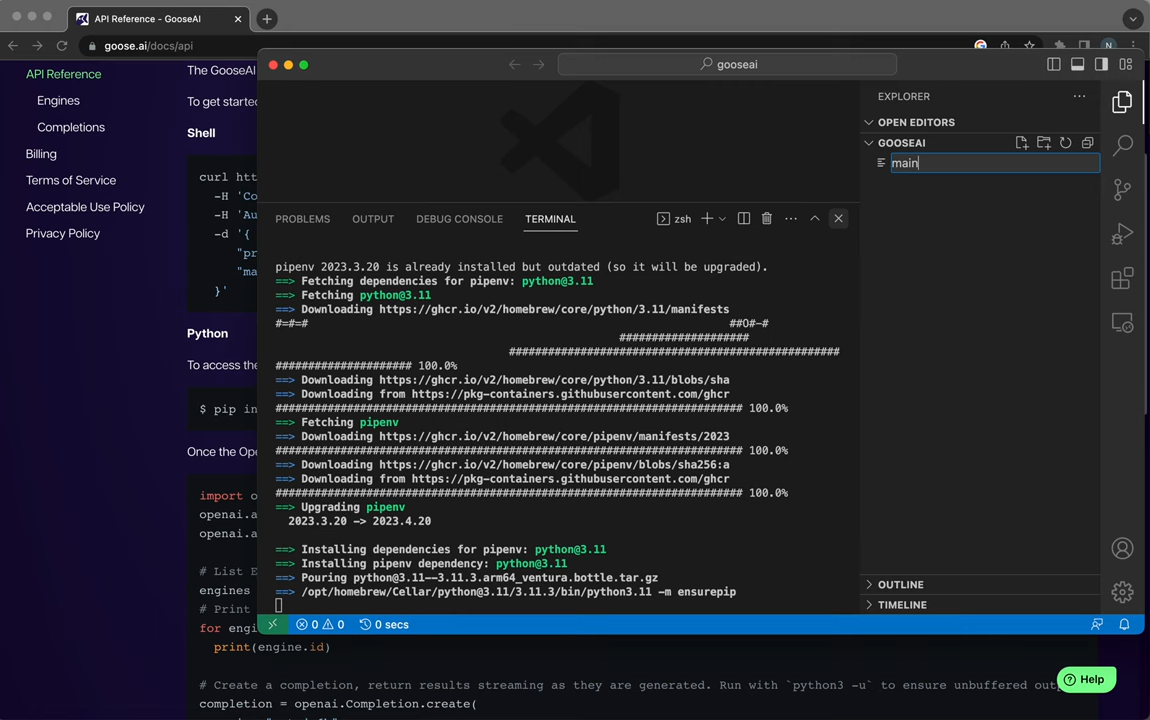 API Reference - GooseAI
goose.ai/docs/api
N
API Reference
Engines
Completions
Billing
Terms of Service
Acceptable Use Policy
Privacy Policy
The GooseAI
To get starte
Shell
curl htt
-H 'Co
-H 'Au
-d '{
"pr
"ma
}'
Python
To access the
$ pip in
Once the Ope
import o
openai.a
openai.a
# List E
engines
# Print
for engi
print(engine.id)
# Create a completion, return results streaming as they are generated. Run with `python3 -u` to ensure unbuffered out
completion = openai.Completion.create(
Help
gooseai
EXPLORER
OPEN EDITORS
GOOSEAI
main
OUTLINE
TIMELINE
PROBLEMS OUTPUT DEBUG CONSOLE TERMINAL
zsh
pipenv 2023.3.20 is already installed but outdated (so it will be upgraded).
==> Fetching dependencies for pipenv: python@3.11
==> Fetching python@3.11
==> Downloading https://ghcr.io/v2/homebrew/core/python/3.11/manifests
#=#=# ##O#-#
####################
###################################################
##################### 100.0%
==> Downloading https://ghcr.io/v2/homebrew/core/python/3.11/blobs/sha
==> Downloading from https://pkg-containers.githubusercontent.com/ghcr
######################################################################## 100.0%
==> Fetching pipenv
==> Downloading https://ghcr.io/v2/homebrew/core/pipenv/manifests/2023
######################################################################## 100.0%
==> Downloading https://ghcr.io/v2/homebrew/core/pipenv/blobs/sha256:a
==> Downloading from https://pkg-containers.githubusercontent.com/ghcr
######################################################################## 100.0%
==> Upgrading pipenv
2023.3.20 -> 2023.4.20
==> Installing dependencies for pipenv: python@3.11
==> Installing pipenv dependency: python@3.11
==> Pouring python@3.11--3.11.3.arm64_ventura.bottle.tar.gz
==> /opt/homebrew/Cellar/python@3.11/3.11.3/bin/python3.11 -m ensurepip
0 0 0 secs